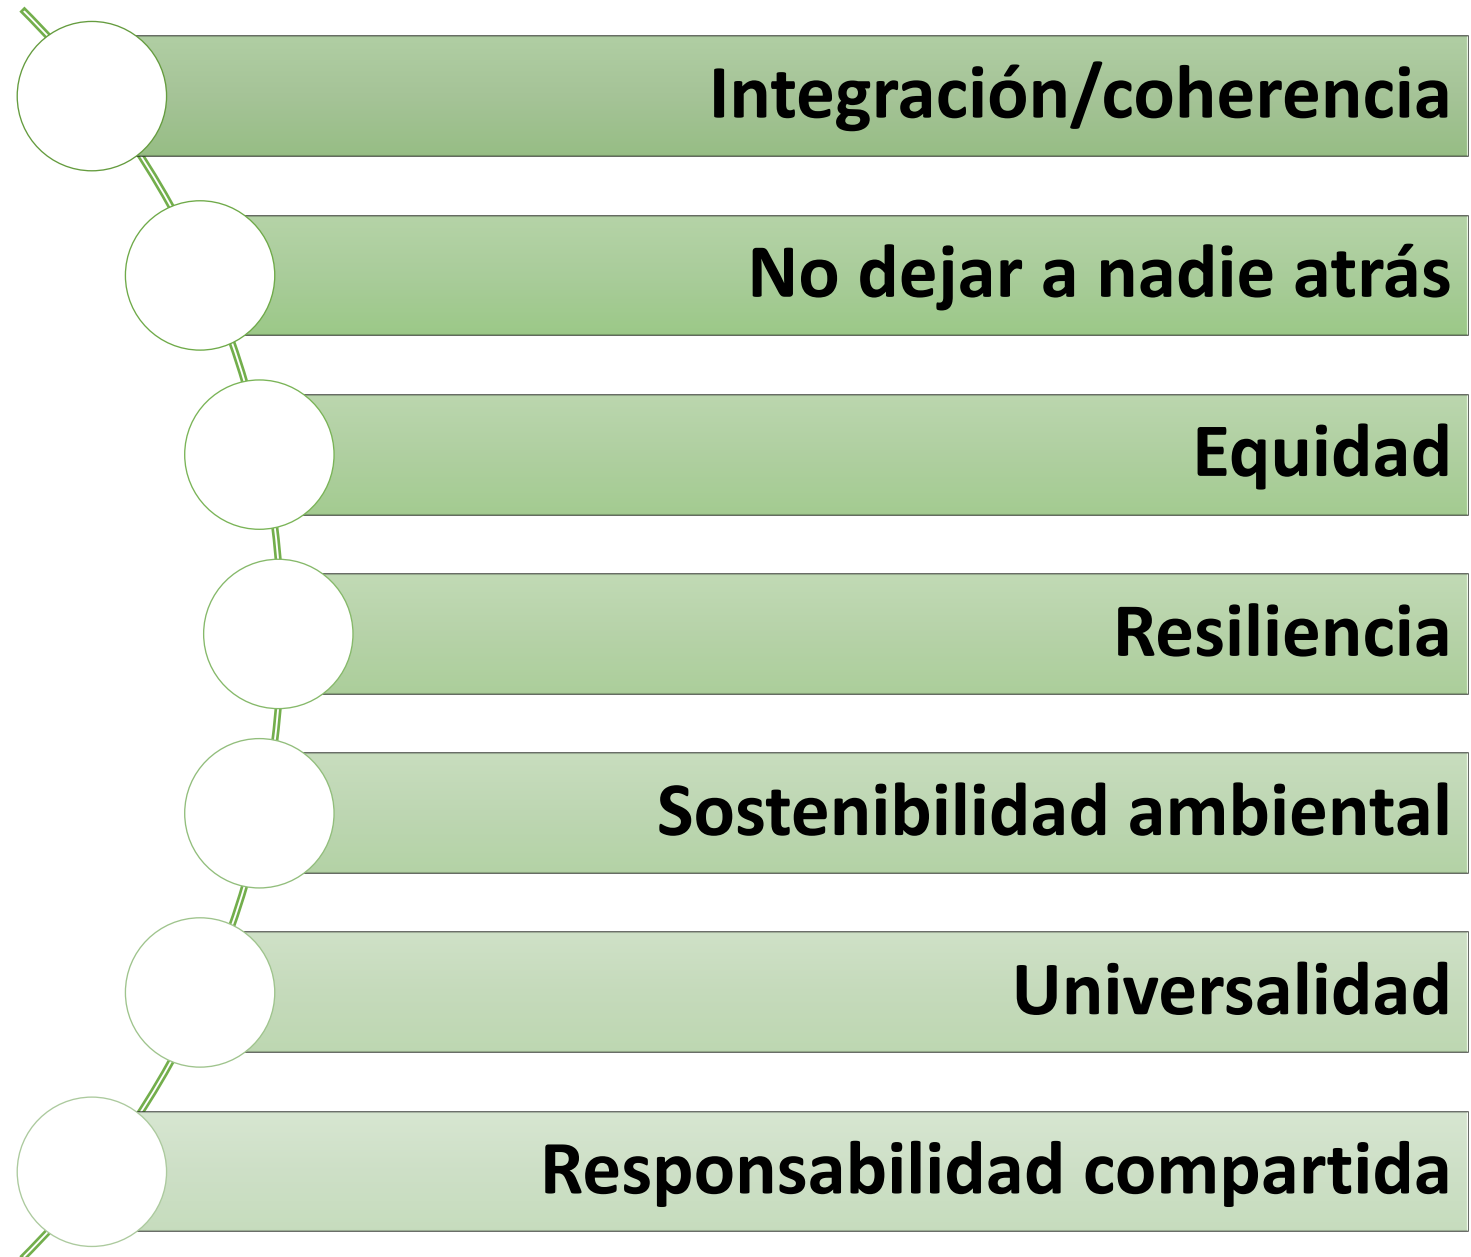 Integración/coherencia
No dejar a nadie atrás
Equidad
Resiliencia
Sostenibilidad ambiental
Universalidad
Responsabilidad compartida